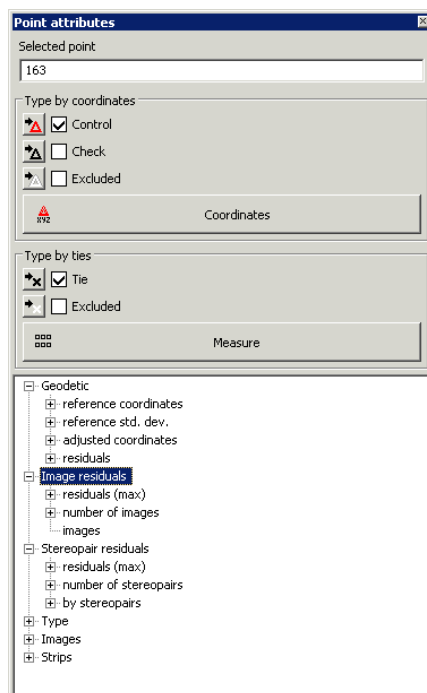 Point attributes
Selected point
163
Type by coordinates
Control
Check
Excluded
XYZ Coordinates
Type by ties
Tie
Excluded
Measure
Geodetic
reference coordinates
reference std. dev.
adjusted coordinates
residuals
Image residuals
residuals (max)
number of images
images
Stereopair residuals
residuals (max)
number of stereopairs
by stereopairs
Type
Images
Strips